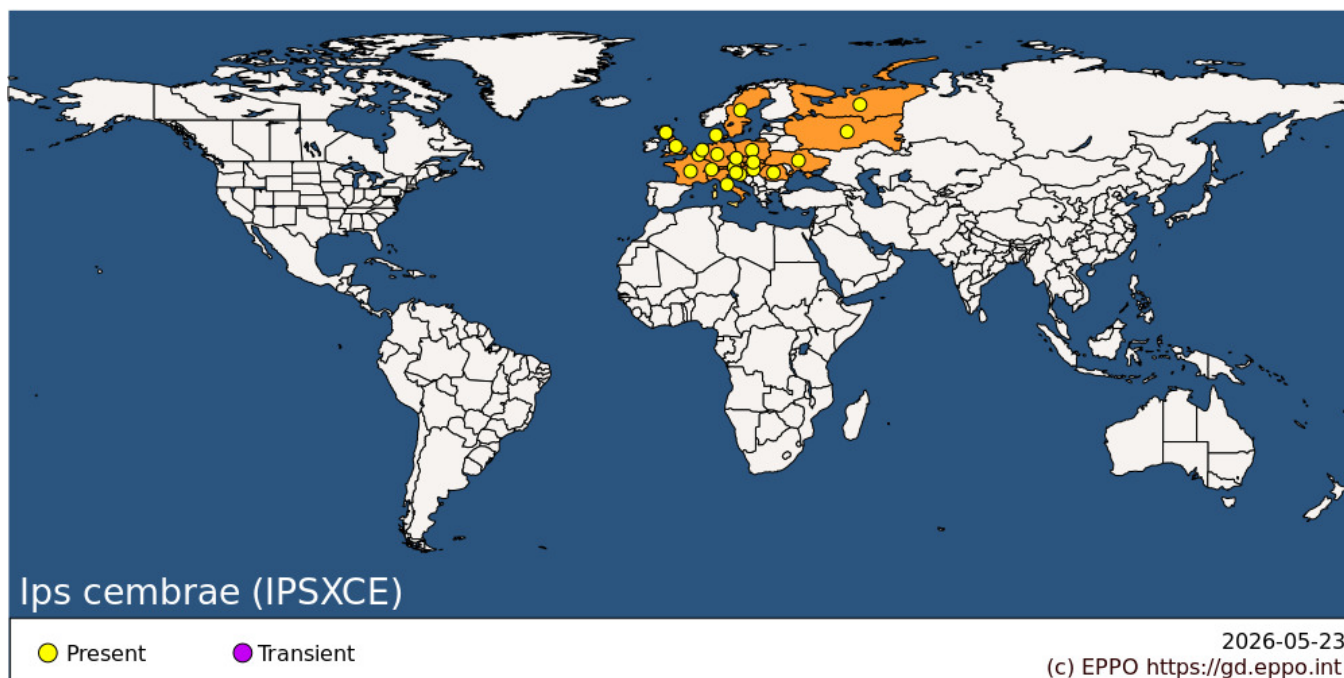 Ips cembrae (IPSXCE)
Present
Transient
2026-05-23
(c) EPPO https://gd.eppo.int